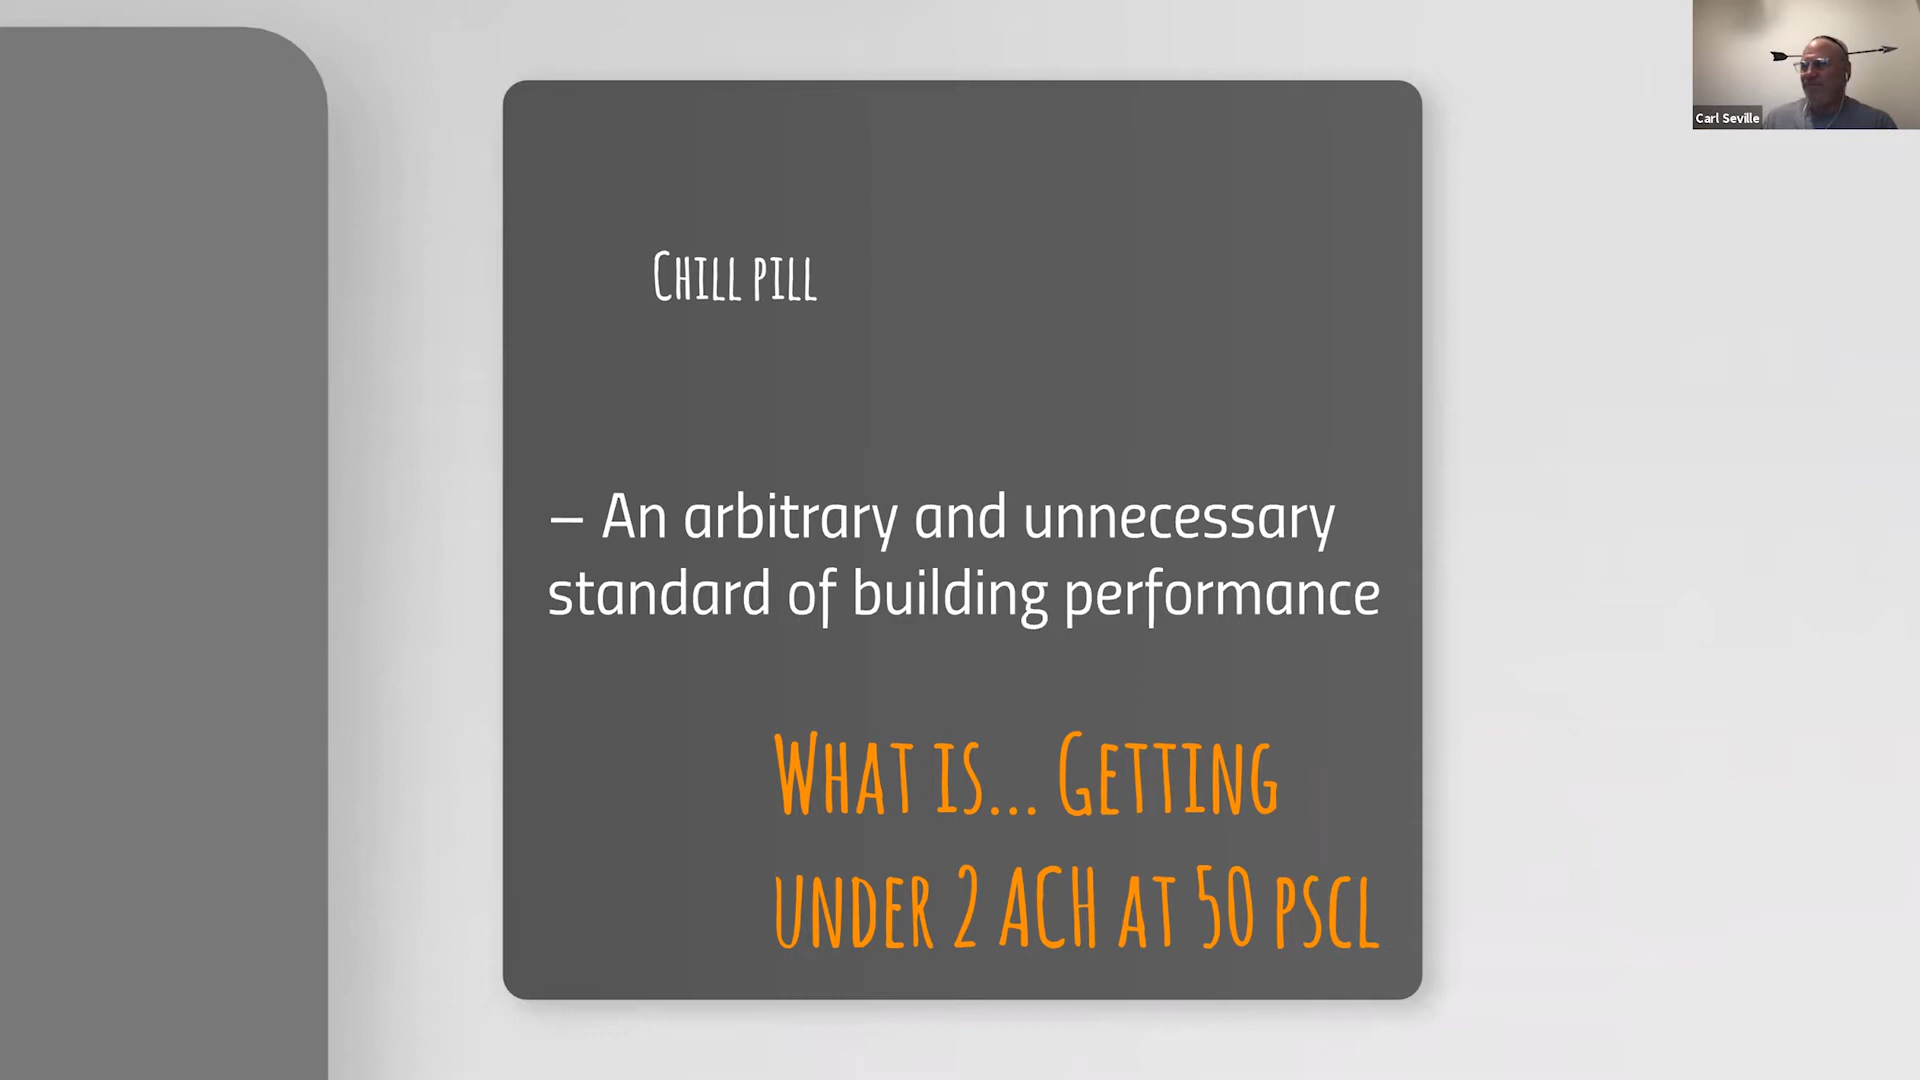 Carl Seville
Chill pill
– An arbitrary and unnecessary
standard of building performance
What is... Getting
under 2 ACH at 50 pscl